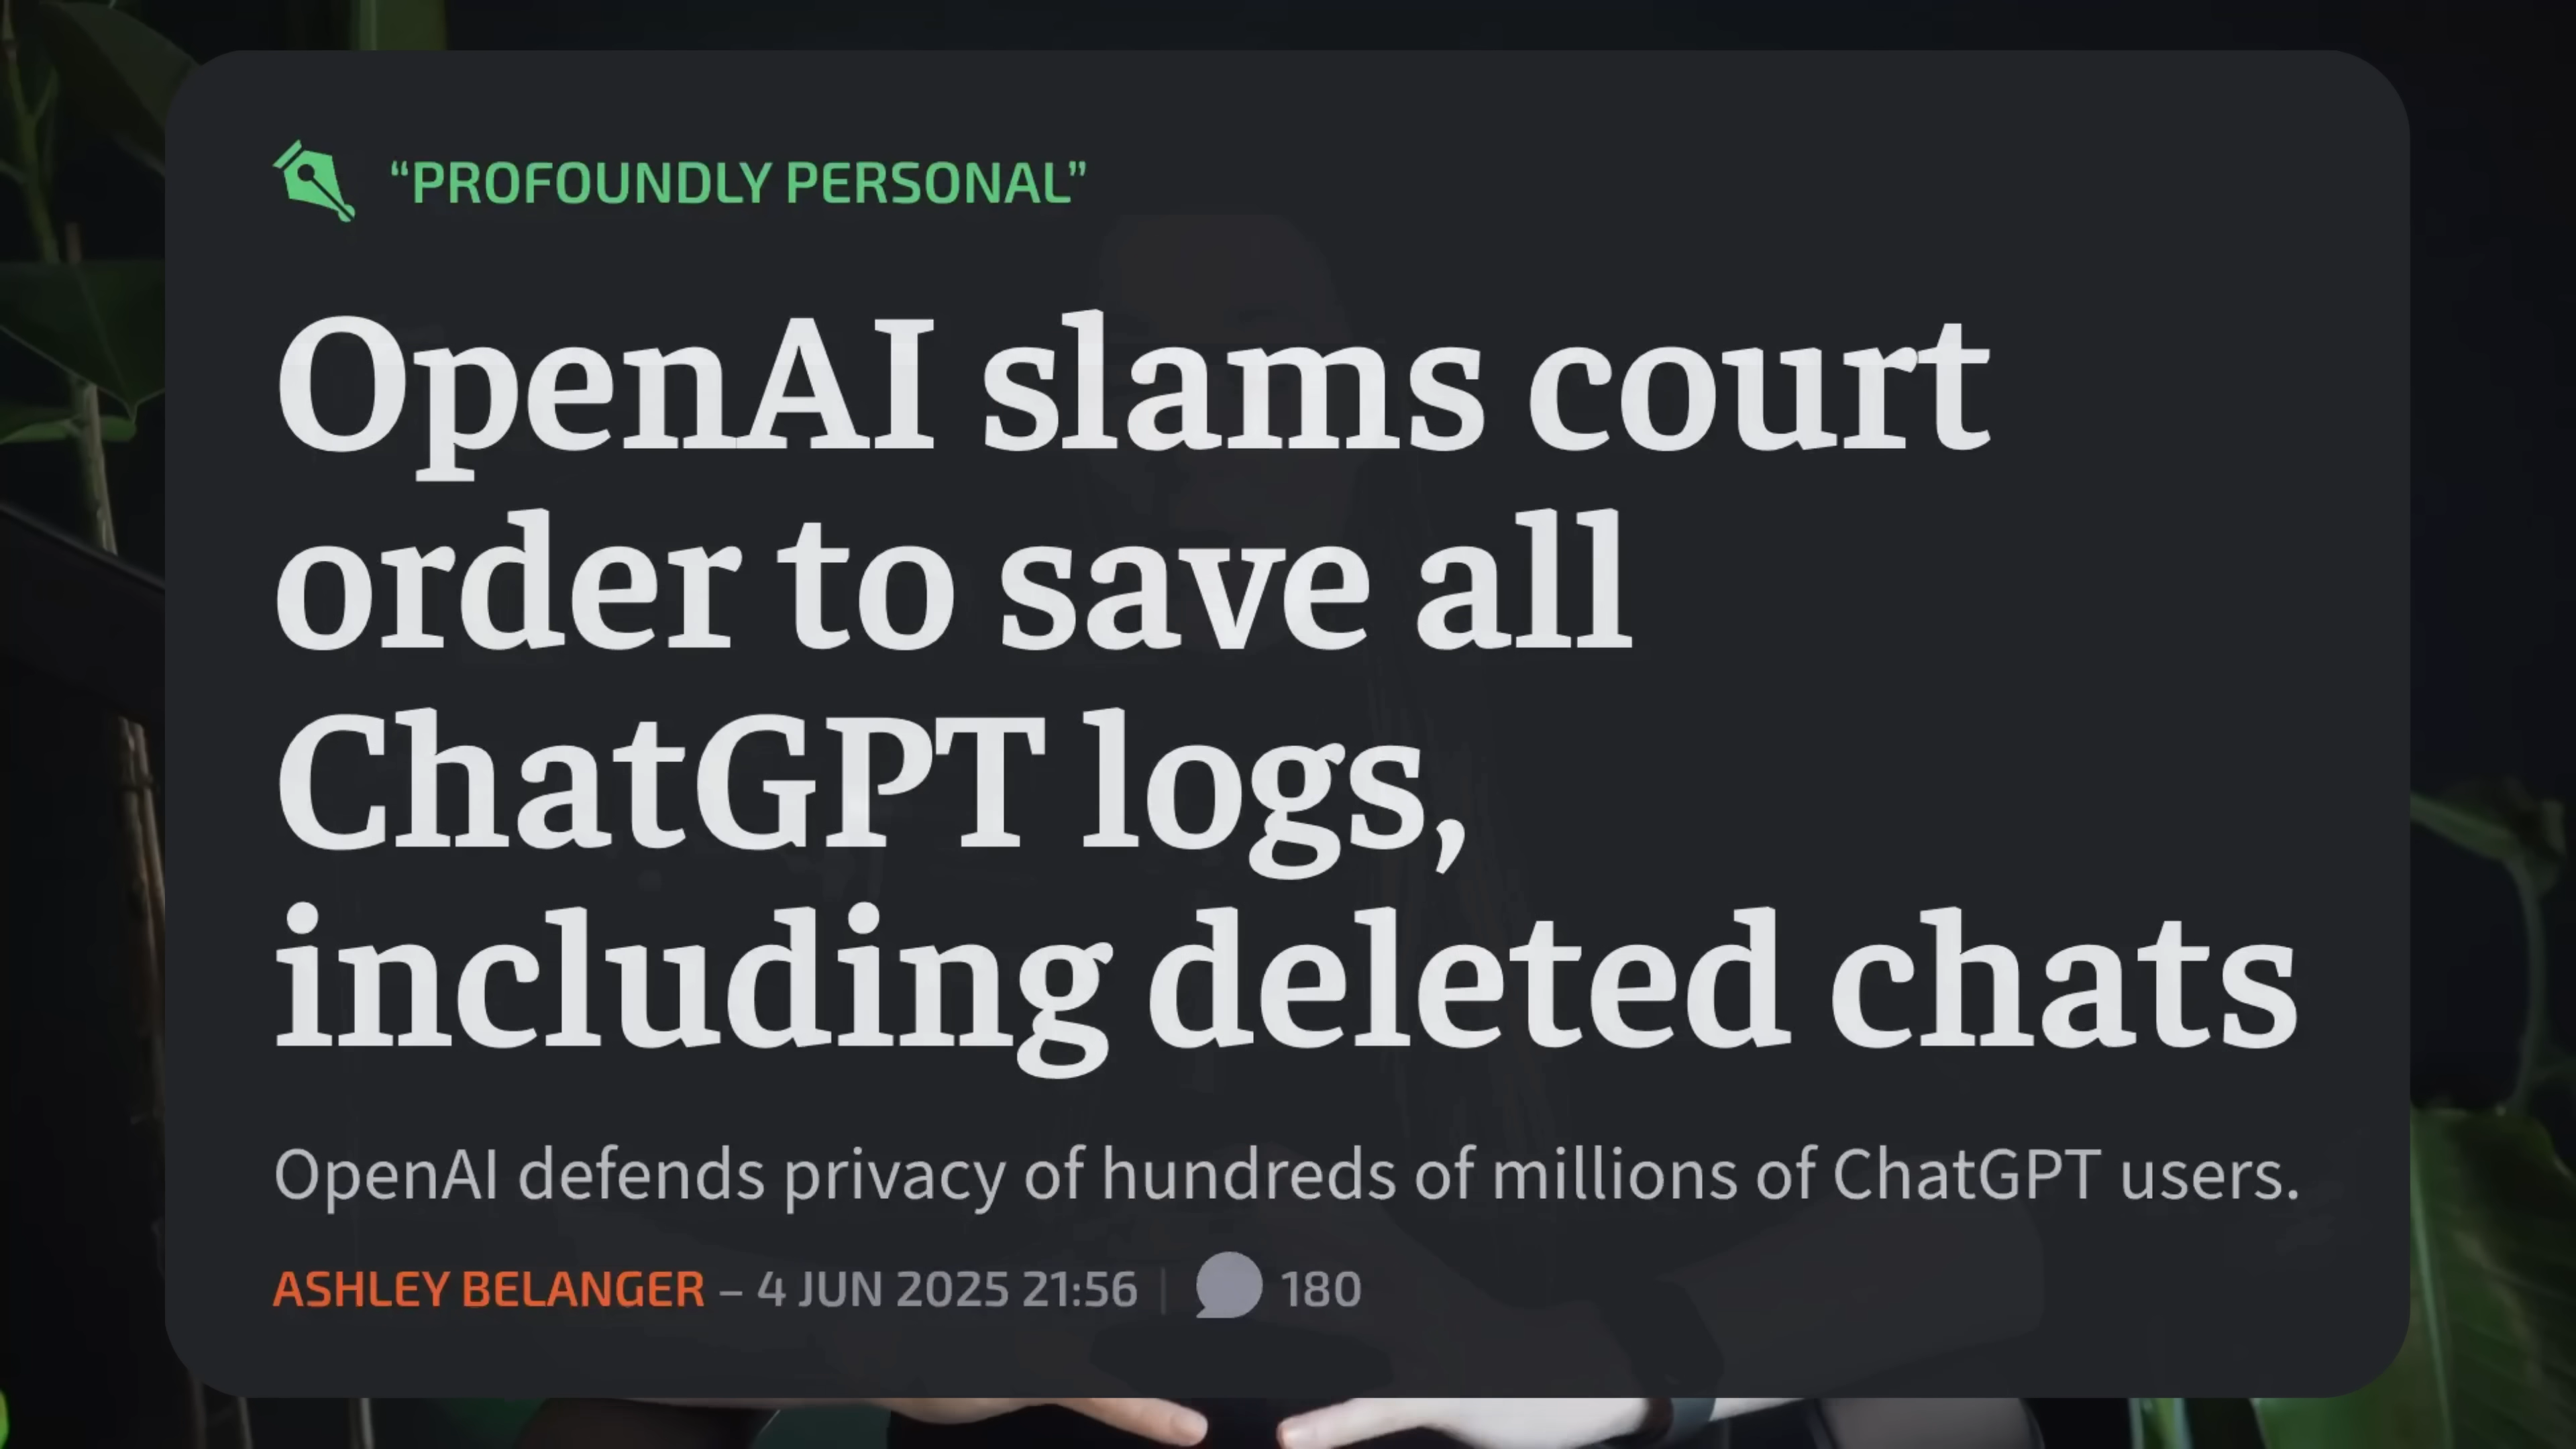 “PROFOUNDLY PERSONAL”
OpenAI slams court
order to save all
ChatGPT logs,
including deleted chats
OpenAI defends privacy of hundreds of millions of ChatGPT users.
ASHLEY BELANGER – 4 JUN 2025 21:56 | 180